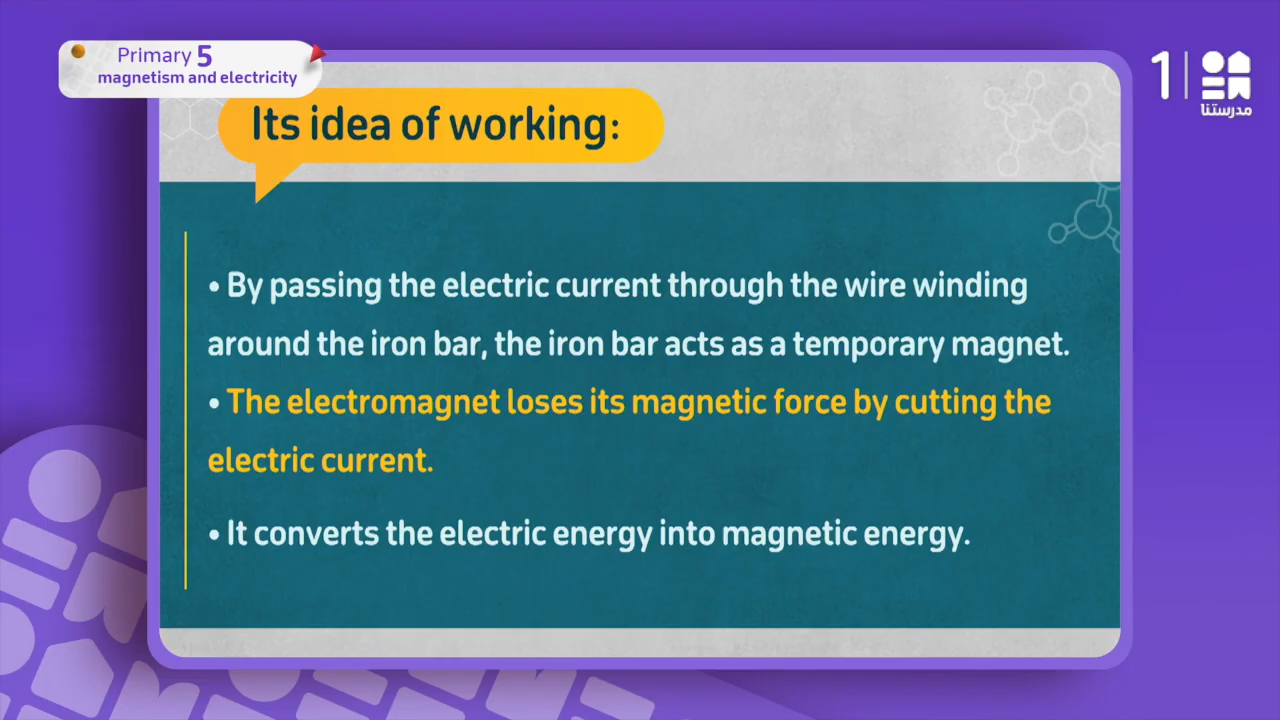 Primary 5
magnetism and electricity
1
مدرستنا
Its idea of working:
• By passing the electric current through the wire winding
around the iron bar, the iron bar acts as a temporary magnet.
• The electromagnet loses its magnetic force by cutting the
electric current.
• It converts the electric energy into magnetic energy.